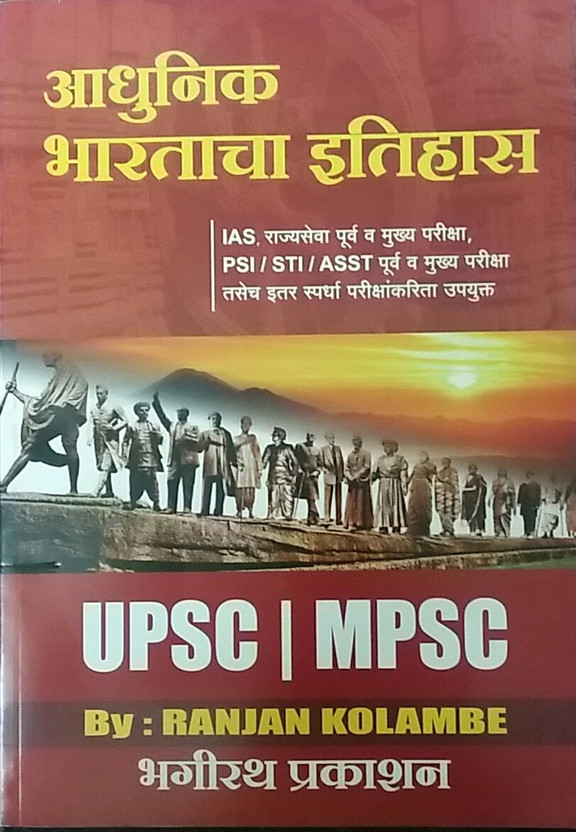 आधुनिक
भारताचा इतिहास
IAS, राज्यसेवा पूर्व व मुख्य परीक्षा,
PSI / STI / ASST पूर्व व मुख्य परीक्षा
तसेच इतर स्पर्धा परीक्षांकरिता उपयुक्त
UPSC | MPSC
By : RANJAN KOLAMBE
भगीरथ प्रकाशन